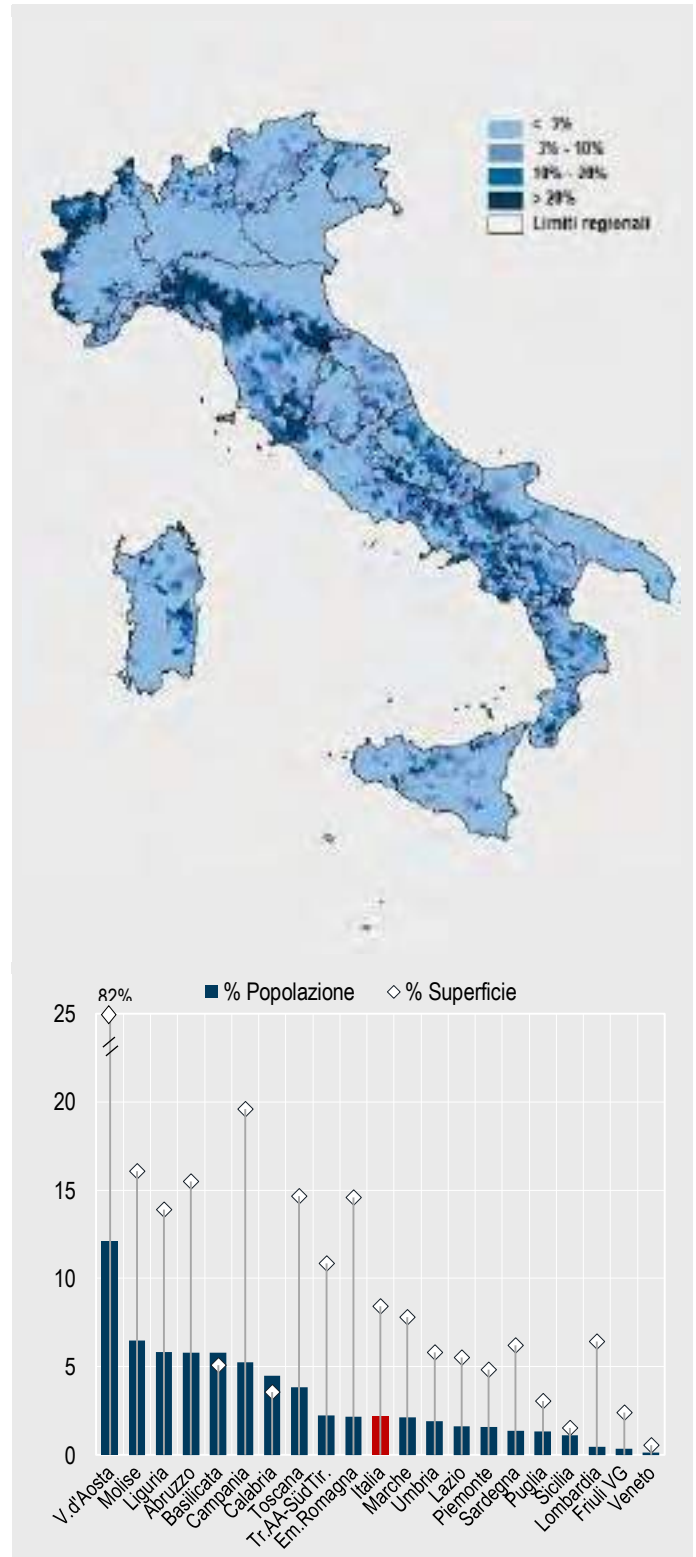 < 3%
3% - 10%
10% - 20%
> 20%
Limiti regionali
82%
% Popolazione % Superficie
25
20
15
10
5
0
V.d'Aosta
Molise
Liguria
Abruzzo
Basilicata
Campania
Calabria
Toscana
Tr.AA-SudTir.
Em.Romagna
Italia
Marche
Umbria
Lazio
Piemonte
Sardegna
Puglia
Sicilia
Lombardia
Friuli VG
Veneto